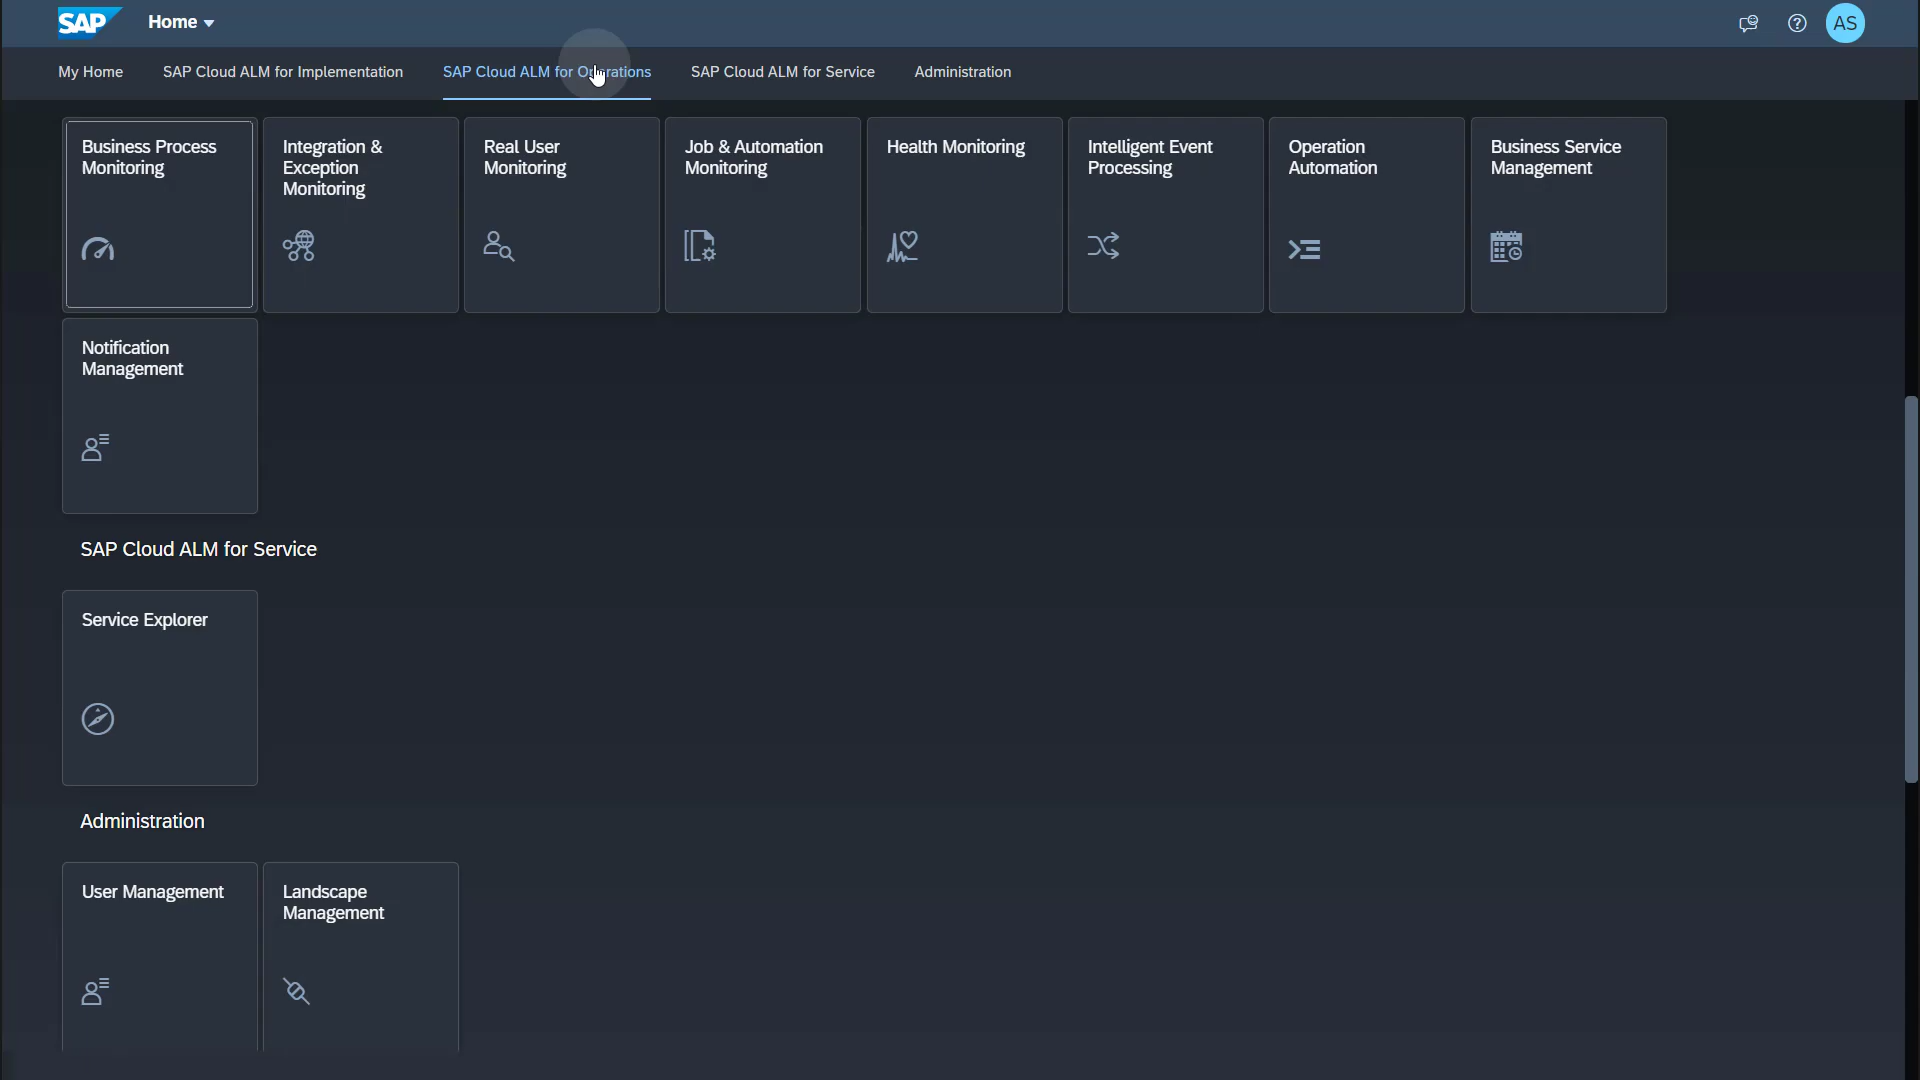 SAP
Home
AS
My Home
SAP Cloud ALM for Implementation
SAP Cloud ALM for Operations
SAP Cloud ALM for Service
Administration
Business Process
Monitoring
Integration &
Exception
Monitoring
Real User
Monitoring
Job & Automation
Monitoring
Health Monitoring
Intelligent Event
Processing
Operation
Automation
Business Service
Management
Notification
Management
SAP Cloud ALM for Service
Service Explorer
Administration
User Management
Landscape
Management